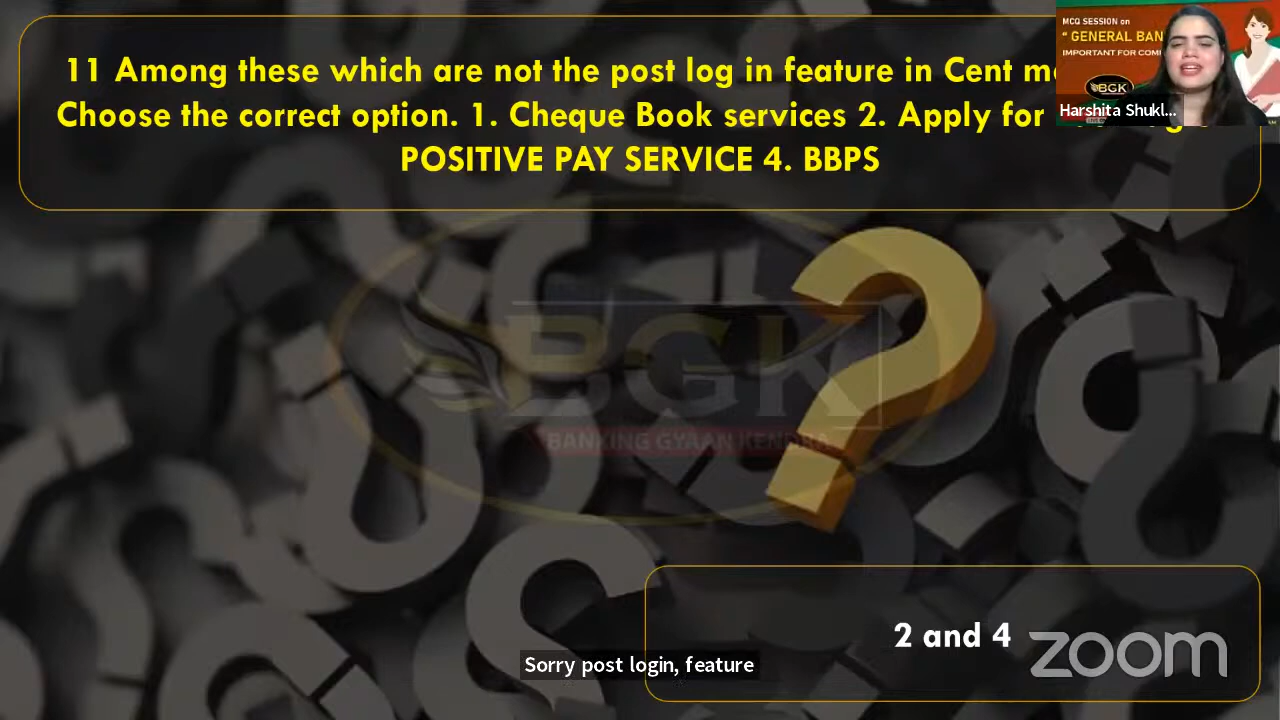 11 Among these which are not the post log in feature in Cent
Choose the correct option. 1. Cheque Book services 2. Apply for
POSITIVE PAY SERVICE 4. BBPS
MCQ SESSION on
" GENERAL BAN
IMPORTANT FOR COM
BGK
Harshita Shukl...
BGK
BANKING GYAAN KENDRA
2 and 4
zoom
Sorry post login, feature